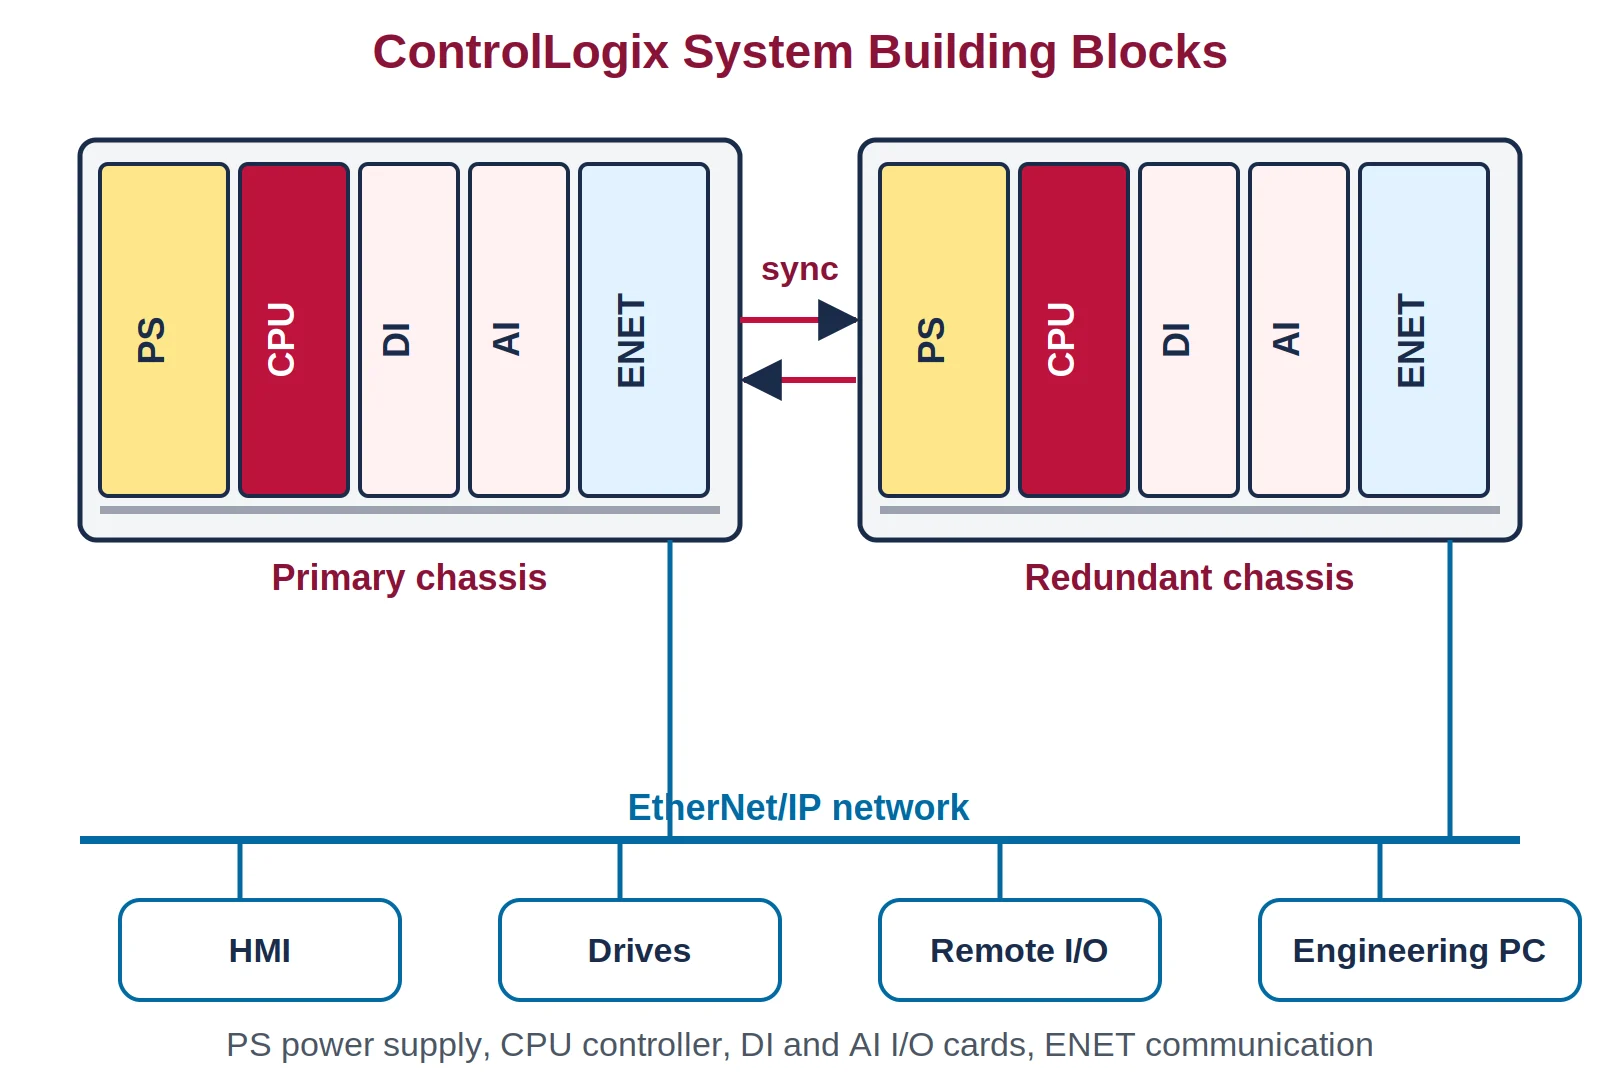 ControlLogix System Building Blocks
PS
CPU
DI
AI
ENET
sync
PS
CPU
DI
AI
ENET
Primary chassis
Redundant chassis
EtherNet/IP network
HMI
Drives
Remote I/O
Engineering PC
PS power supply, CPU controller, DI and AI I/O cards, ENET communication